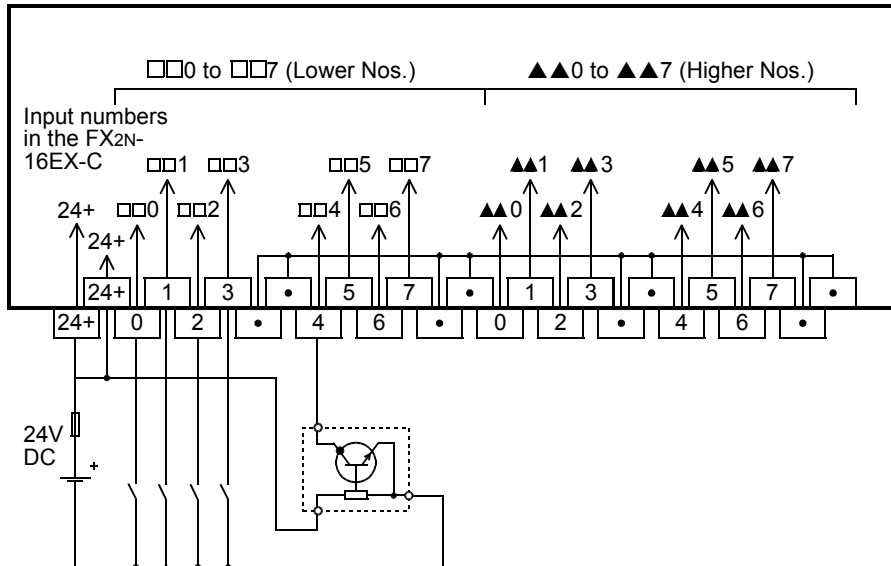 □□0 to □□7 (Lower Nos.) ▲▲0 to ▲▲7 (Higher Nos.)
Input numbers
in the FX2N-
16EX-C
□□1 □□3 □□5 □□7 ▲▲1 ▲▲3 ▲▲5 ▲▲7
24+ □□0 □□2 □□4 □□6 ▲▲0 ▲▲2 ▲▲4 ▲▲6
24+
24+ 1 3 • 5 7 • 1 3 • 5 7 •
24+ 0 2 • 4 6 • 0 2 • 4 6 •
24V
DC
+